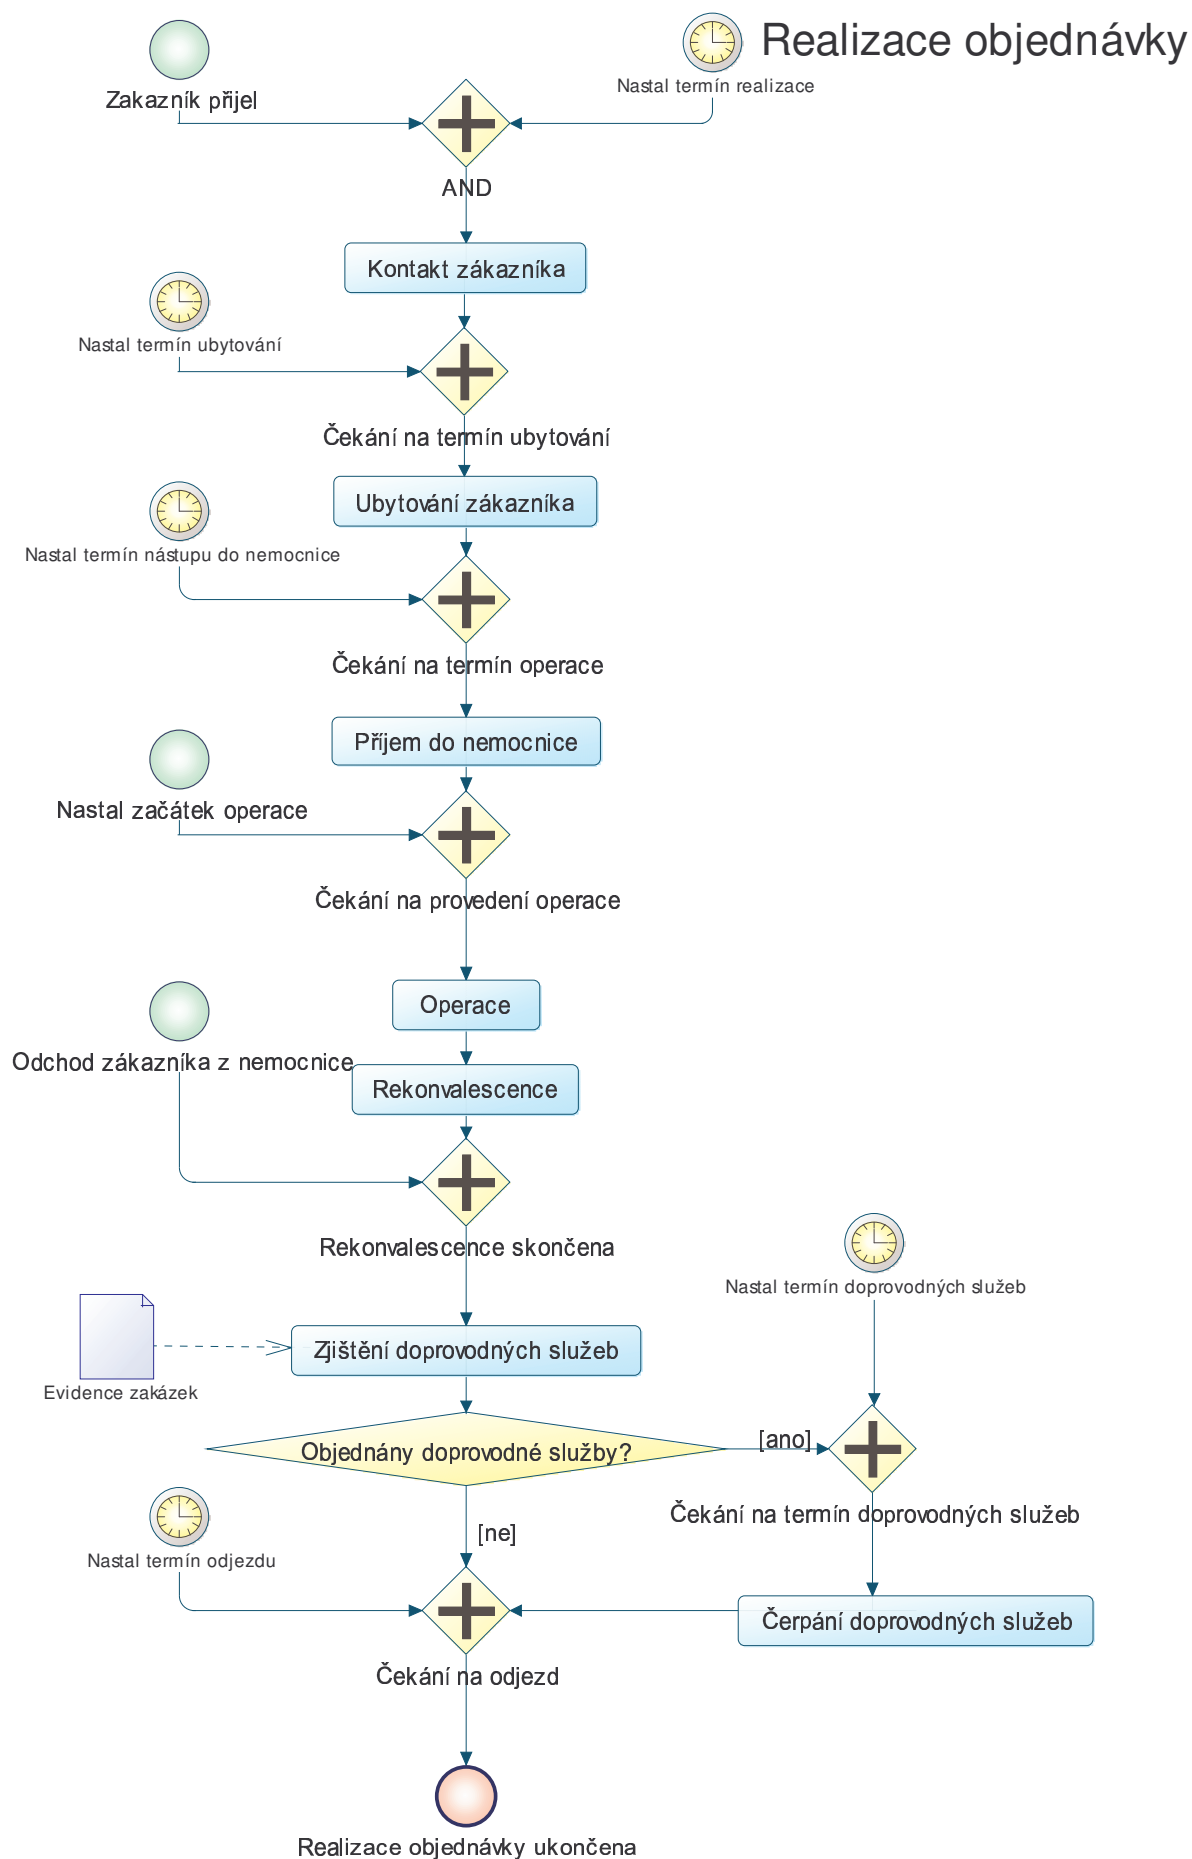 Realizace objednávky
Zakazník přijel
Nastal termín realizace
AND
Kontakt zákazníka
Nastal termín ubytování
Čekání na termín ubytování
Ubytování zákazníka
Nastal termín nástupu do nemocnice
Čekání na termín operace
Příjem do nemocnice
Nastal začátek operace
Čekání na provedení operace
Operace
Odchod zákazníka z nemocnice
Rekonvalescence
Rekonvalescence skončena
Nastal termín doprovodných služeb
Zjištění doprovodných služeb
Evidence zakázek
Objednány doprovodné služby?
[ano]
Čekání na termín doprovodných služeb
[ne]
Nastal termín odjezdu
Čerpání doprovodných služeb
Čekání na odjezd
Realizace objednávky ukončena